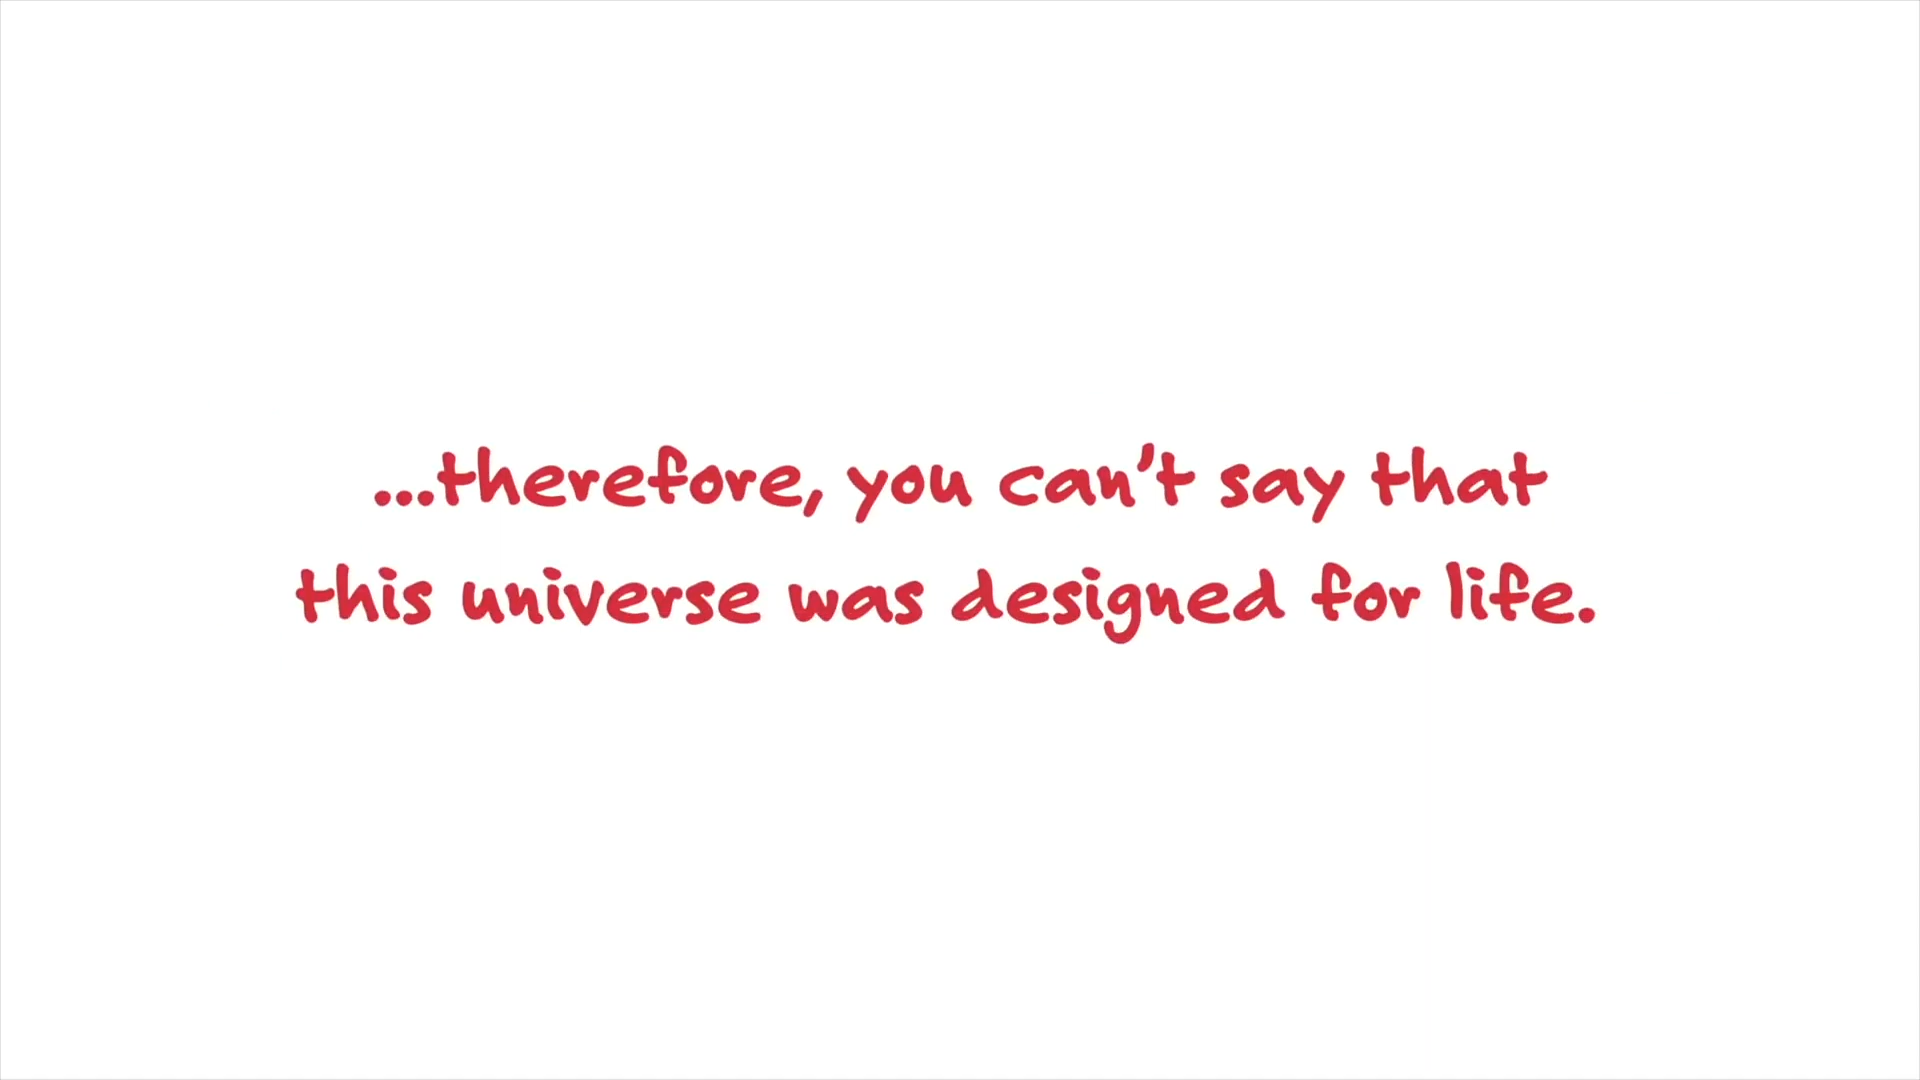 ...therefore, you can't say that
this universe was designed for life.